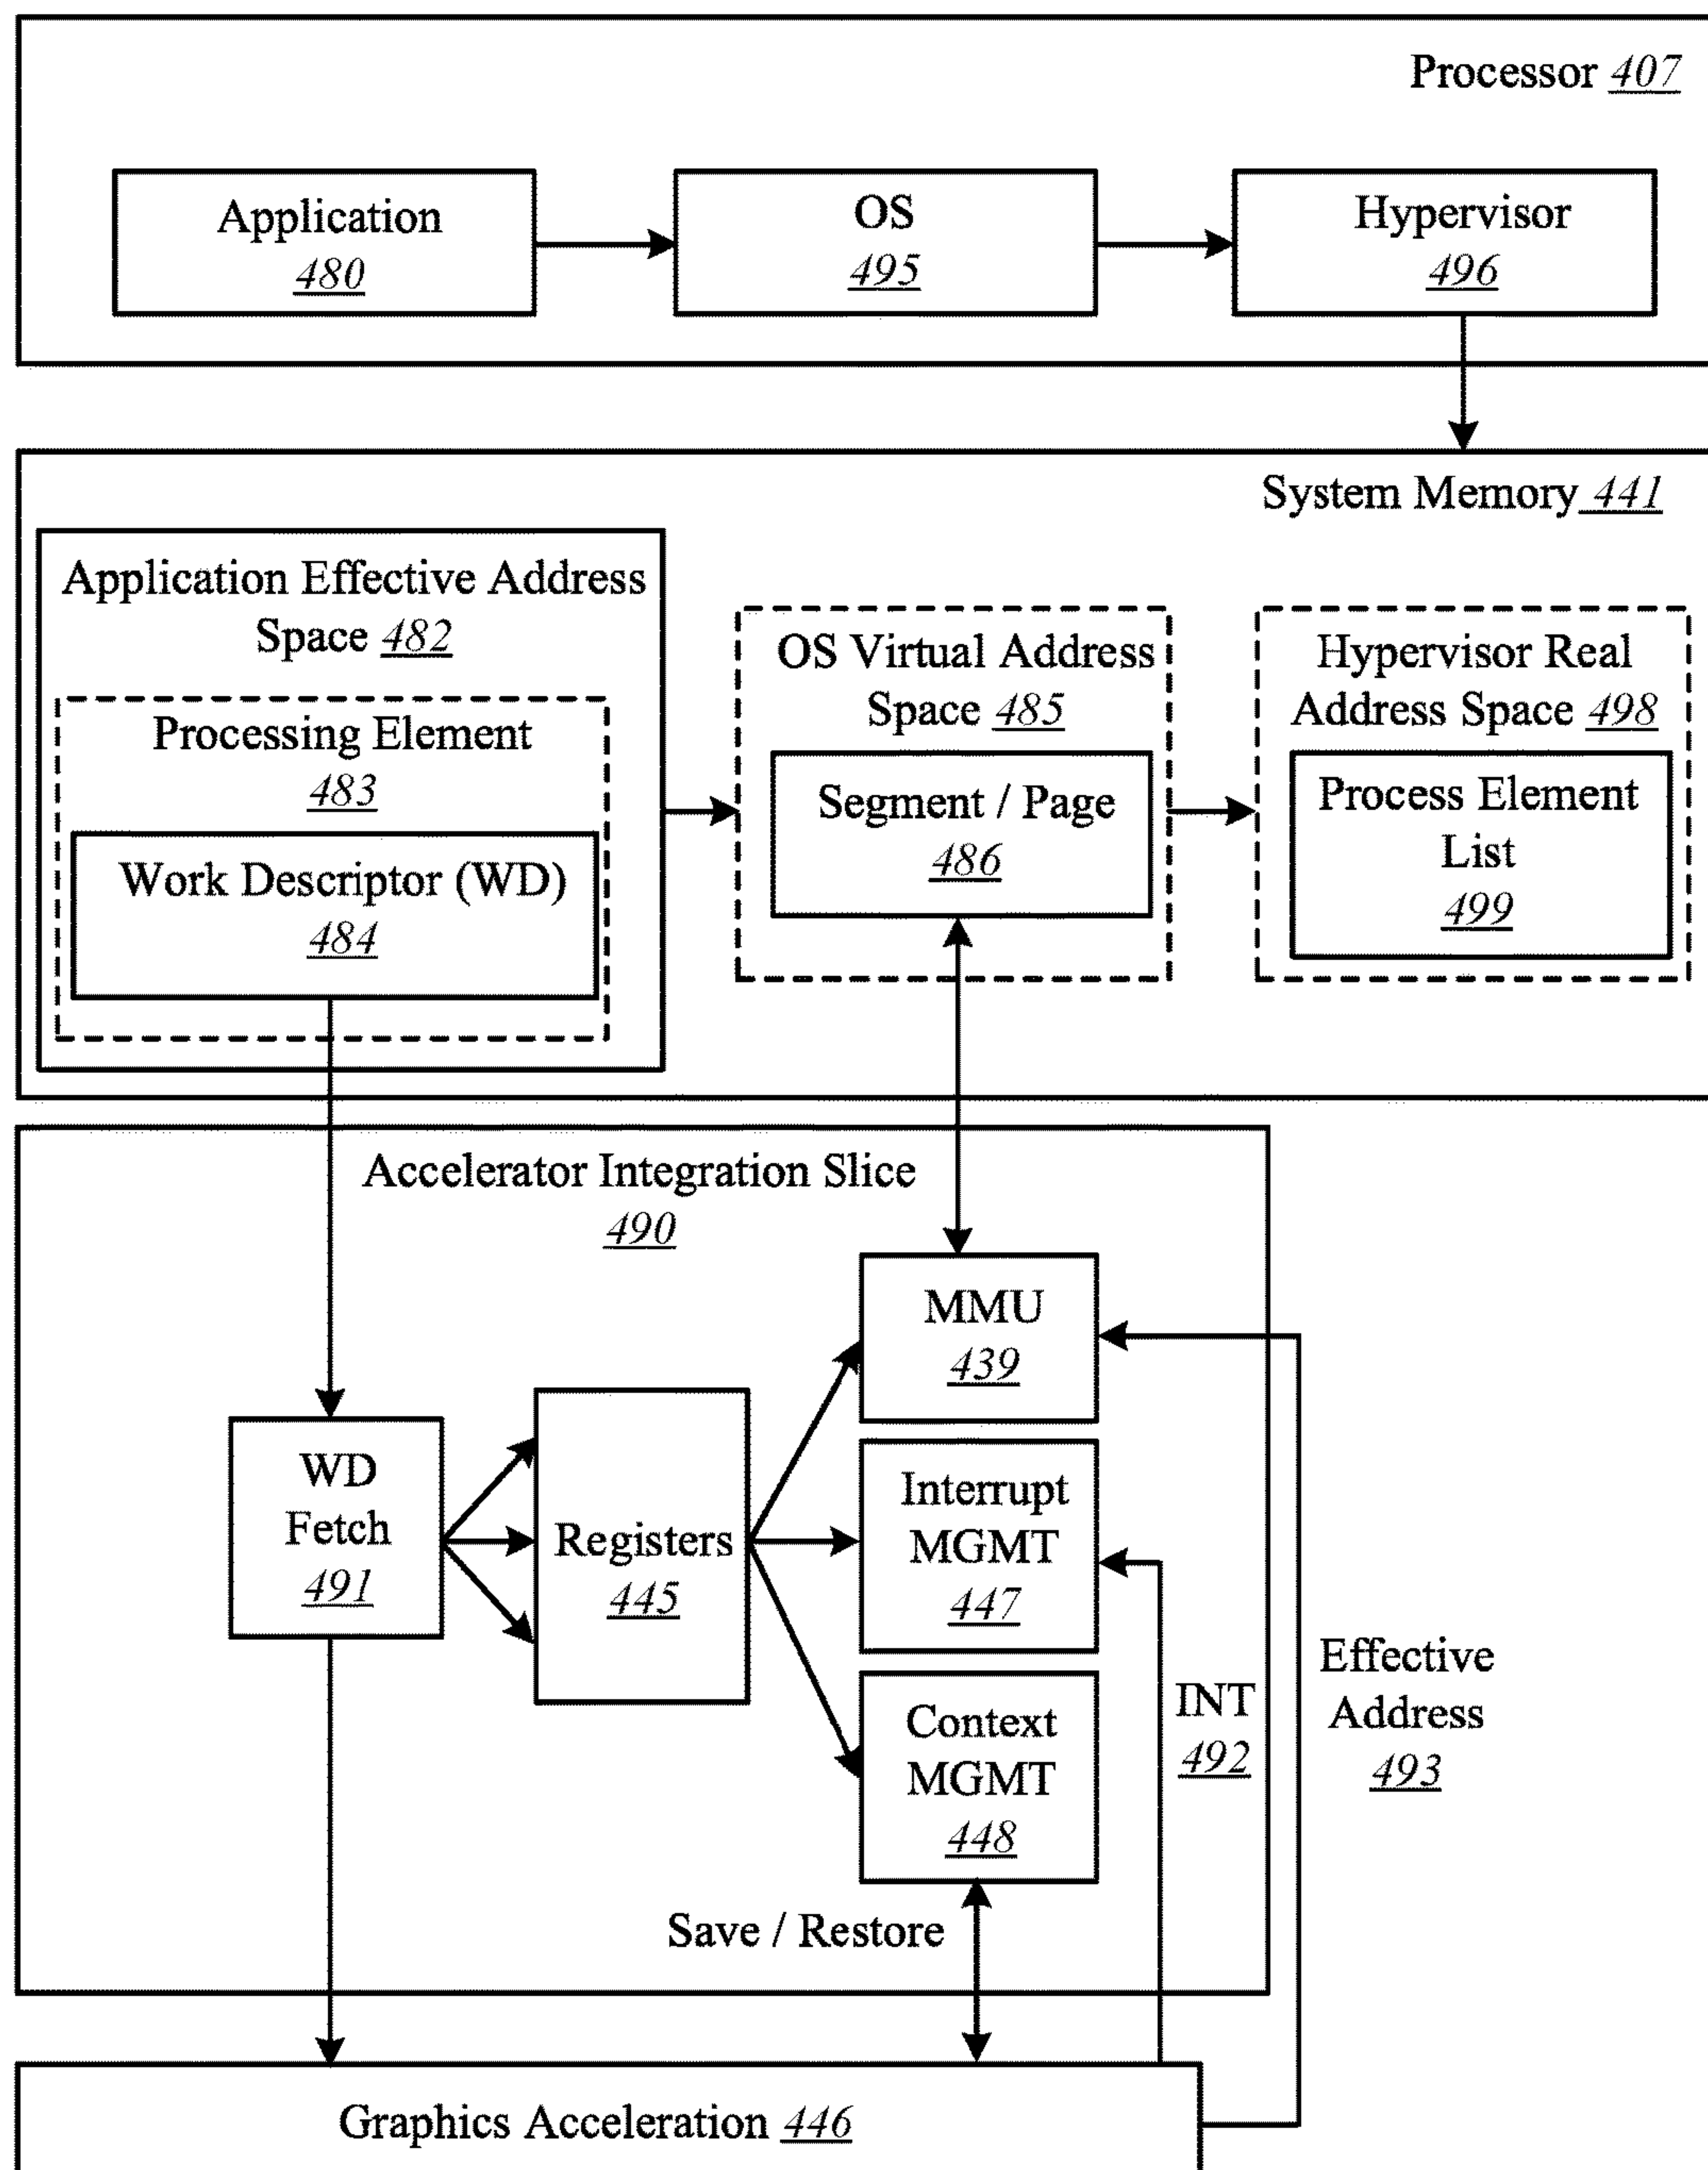 Processor 407
Application
480
OS
495
Hypervisor
496
System Memory 441
Application Effective Address
Space 482
Processing Element
483
Work Descriptor (WD)
484
OS Virtual Address
Space 485
Segment / Page
486
Hypervisor Real
Address Space 498
Process Element
List
499
Accelerator Integration Slice
490
MMU
439
WD
Fetch
491
Registers
445
Interrupt
MGMT
447
Context
MGMT
448
INT
492
Effective
Address
493
Save / Restore
Graphics Acceleration 446